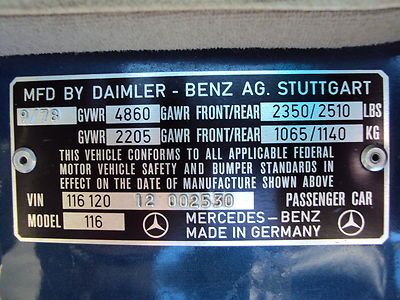 MFD BY DAIMLER - BENZ AG. STUTTGART
9/78 GVWR 4860 GAWR FRONT/REAR 2350/2510 LBS
GVWR 2205 GAWR FRONT/REAR 1065/1140 KG
THIS VEHICLE CONFORMS TO ALL APPLICABLE FEDERAL
MOTOR VEHICLE SAFETY AND BUMPER STANDARDS IN
EFFECT ON THE DATE OF MANUFACTURE SHOWN ABOVE
VIN 116 120 12 002530 PASSENGER CAR
MODEL 116 MERCEDES-BENZ
MADE IN GERMANY